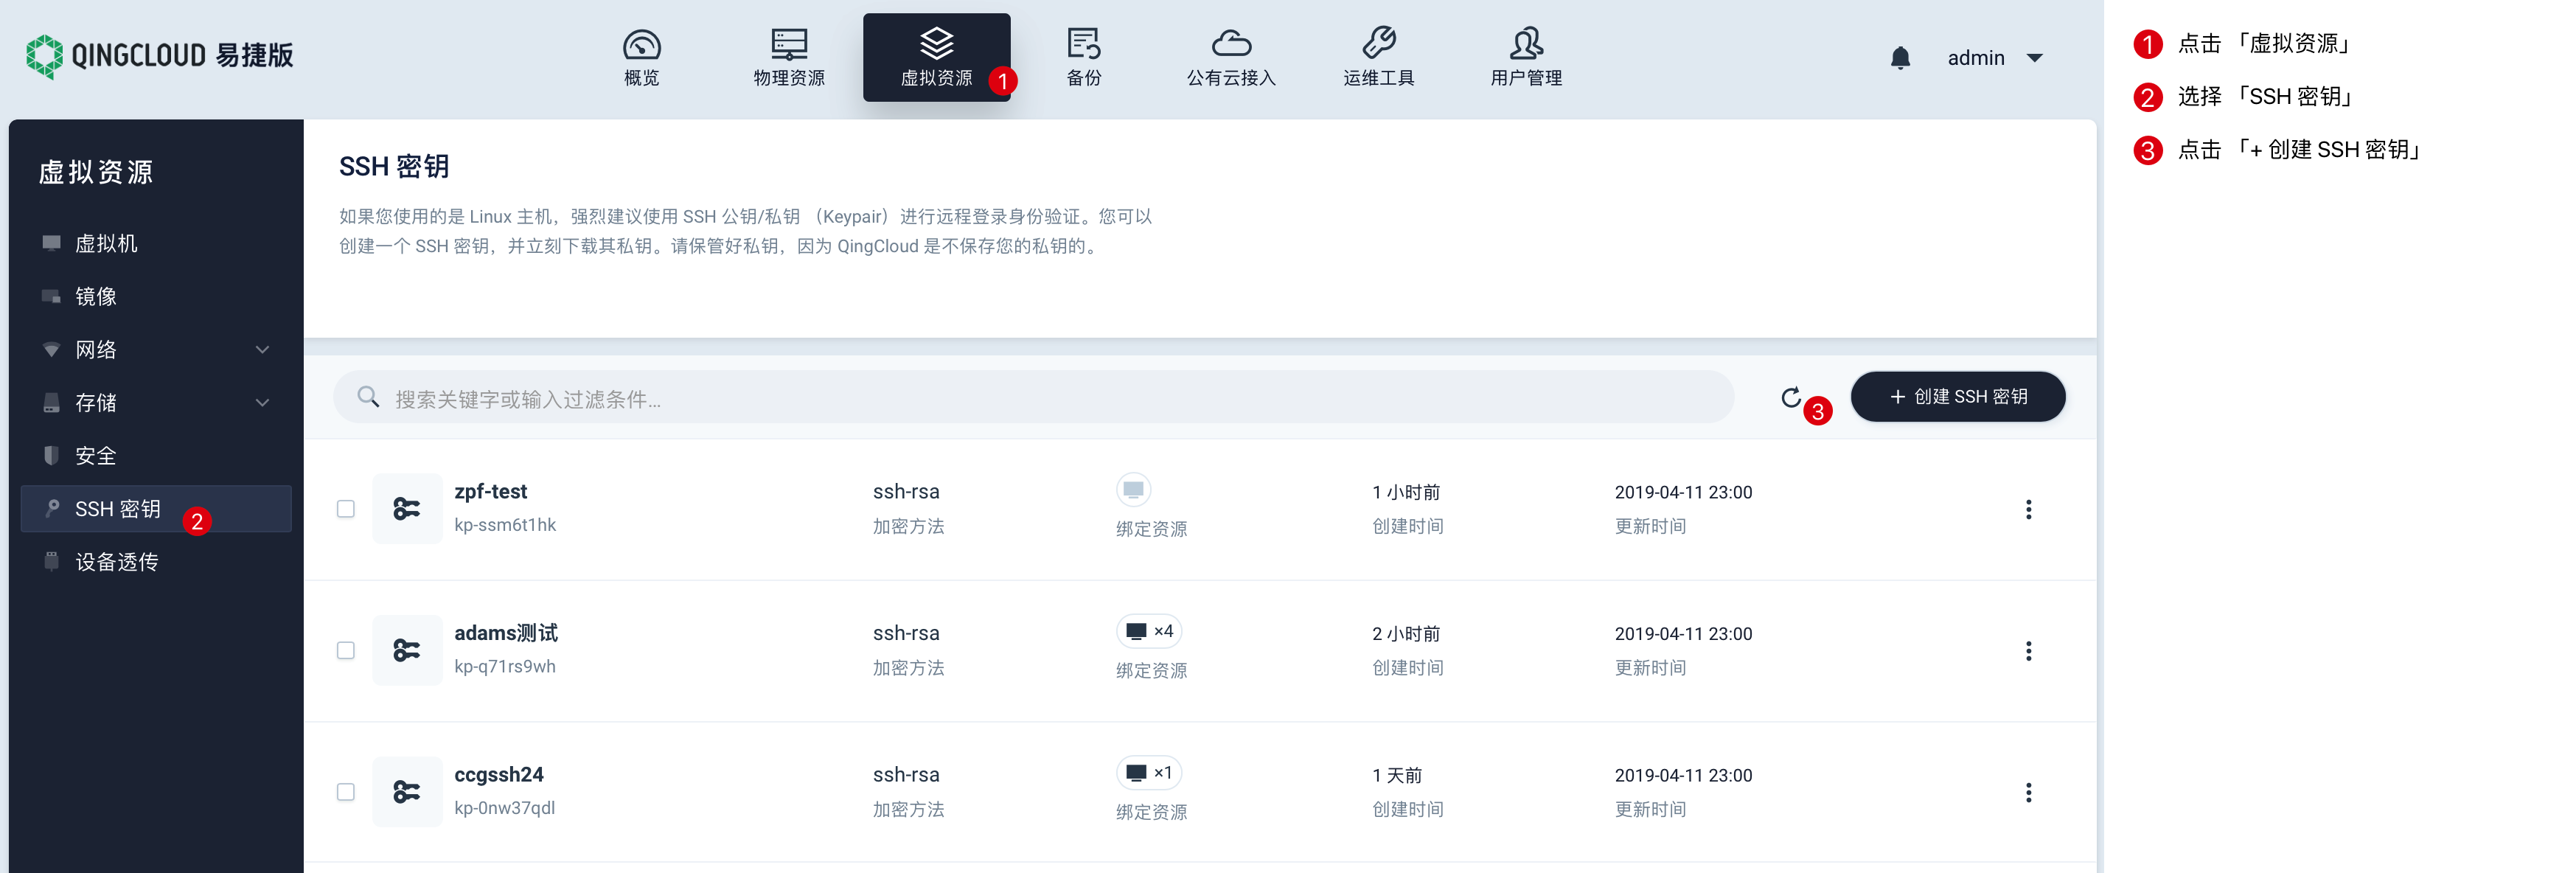 QINGCLOUD 易捷版
概览
物理资源
虚拟资源
1
备份
公有云接入
运维工具
用户管理
admin
虚拟资源
虚拟机
镜像
网络
存储
安全
SSH 密钥
2
设备透传
SSH 密钥
如果您使用的是 Linux 主机，强烈建议使用 SSH 公钥/私钥 （Keypair）进行远程登录身份验证。您可以
创建一个 SSH 密钥，并立刻下载其私钥。请保管好私钥，因为 QingCloud 是不保存您的私钥的。
搜索关键字或输入过滤条件...
3
+ 创建 SSH 密钥
zpf-test
kp-ssm6t1hk
ssh-rsa
加密方法
绑定资源
1 小时前
创建时间
2019-04-11 23:00
更新时间
adams测试
kp-q71rs9wh
ssh-rsa
加密方法
×4
绑定资源
2 小时前
创建时间
2019-04-11 23:00
更新时间
ccgssh24
kp-0nw37qdl
ssh-rsa
加密方法
×1
绑定资源
1 天前
创建时间
2019-04-11 23:00
更新时间
1 点击 「虚拟资源」
2 选择 「SSH 密钥」
3 点击 「+ 创建 SSH 密钥」